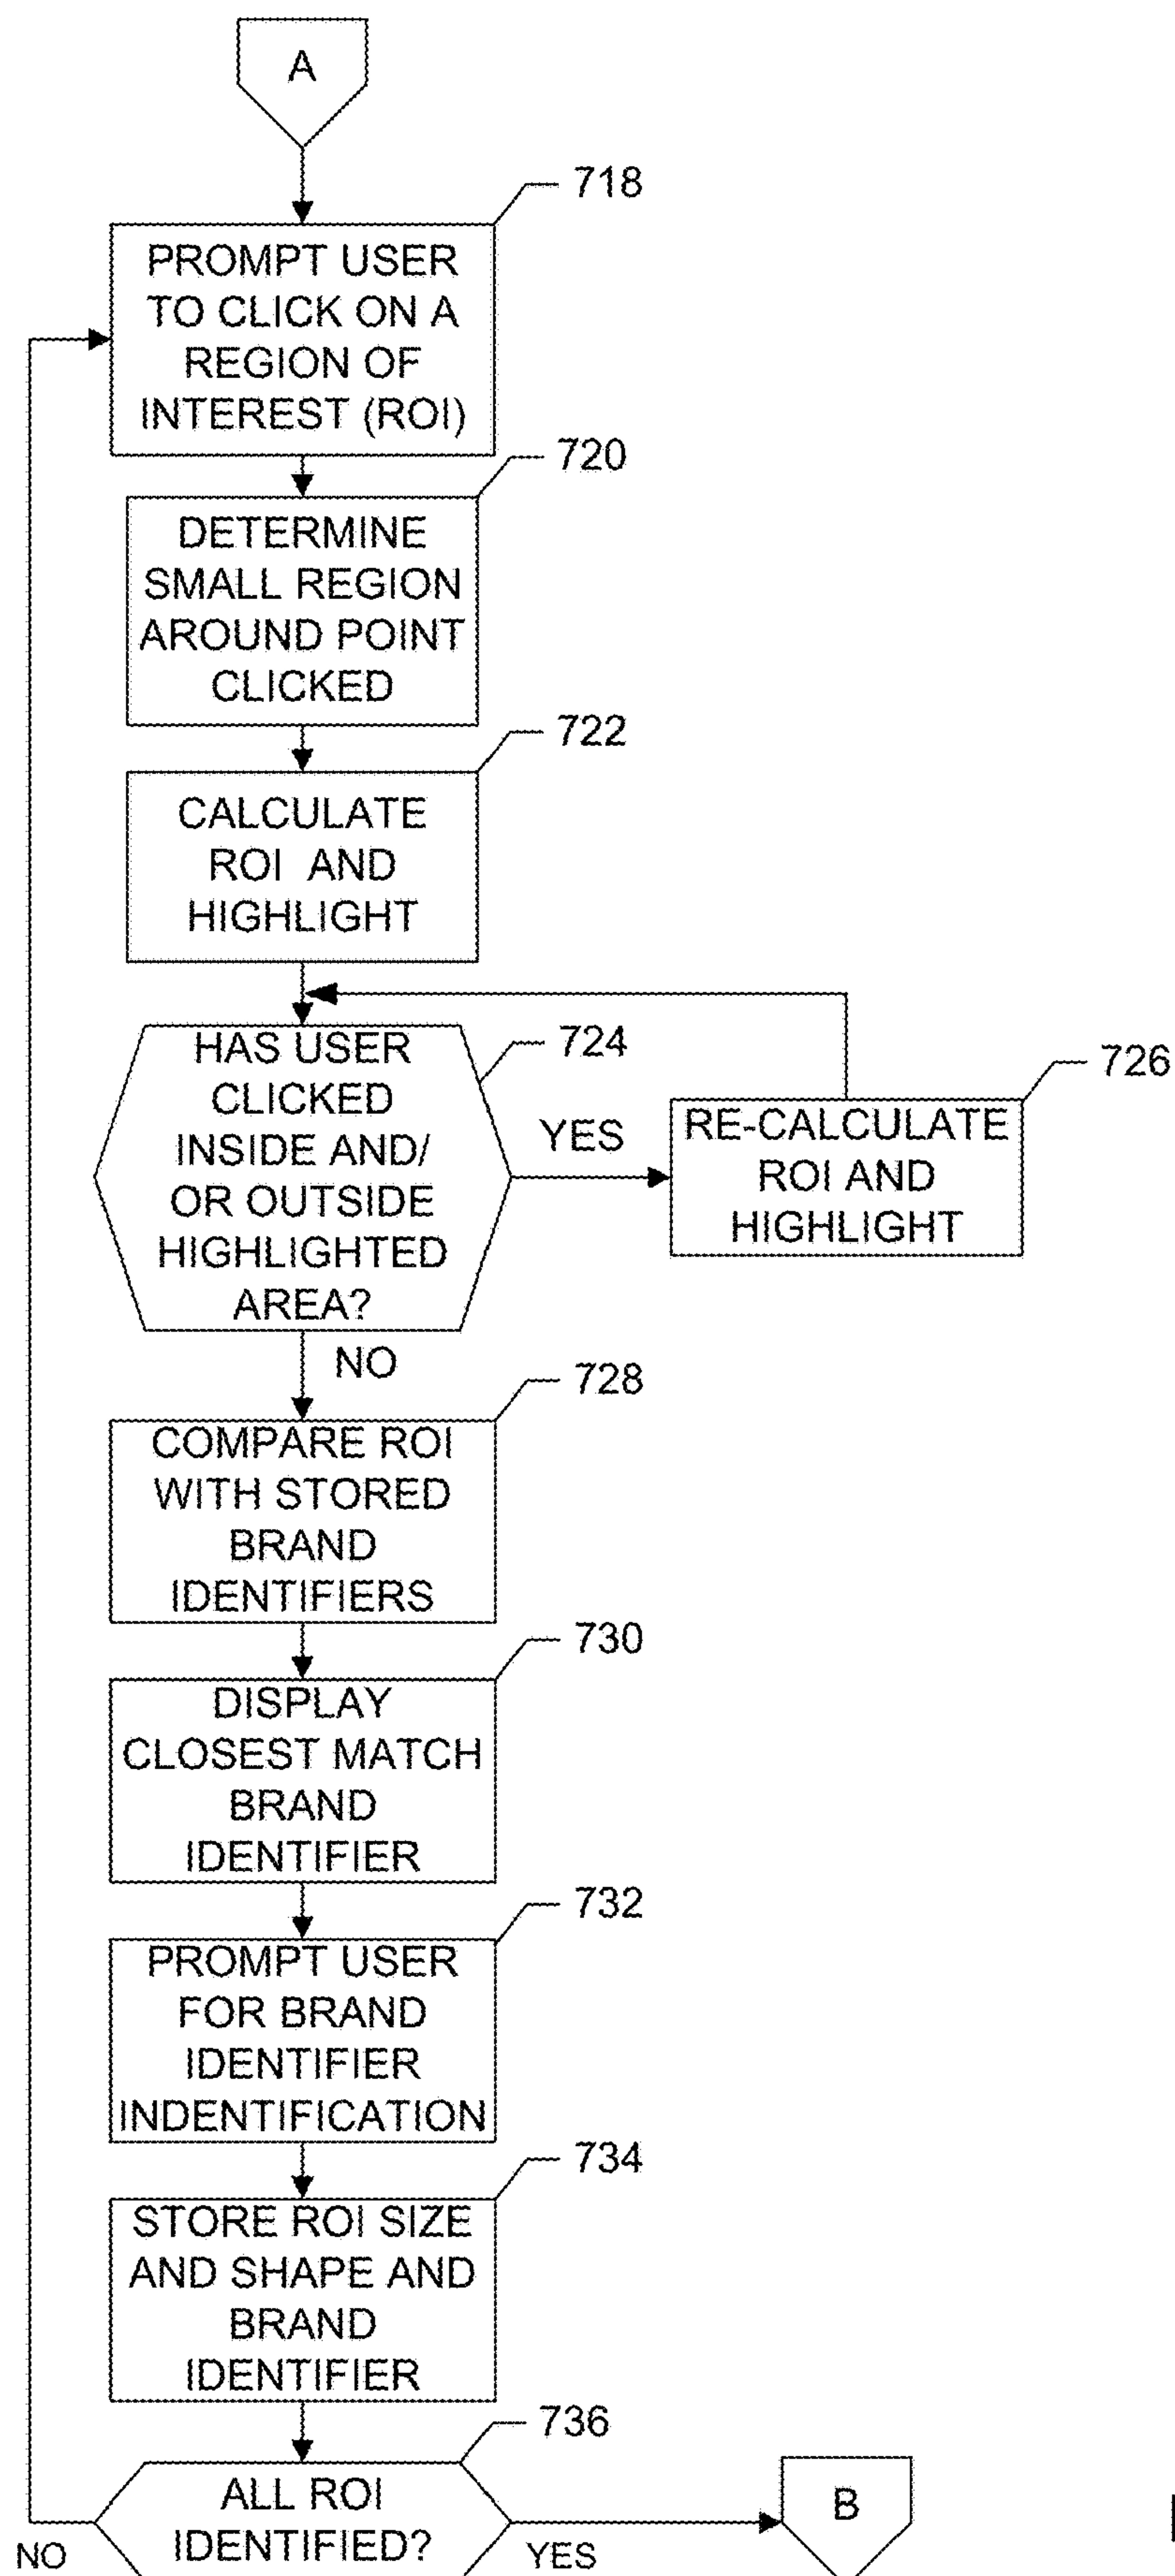 A
718
PROMPT USER
TO CLICK ON A
REGION OF
INTEREST (ROI)
720
DETERMINE
SMALL REGION
AROUND POINT
CLICKED
722
CALCULATE
ROI AND
HIGHLIGHT
724
HAS USER
CLICKED
INSIDE AND/
OR OUTSIDE
HIGHLIGHTED
AREA?
YES
726
RE-CALCULATE
ROI AND
HIGHLIGHT
NO
728
COMPARE ROI
WITH STORED
BRAND
IDENTIFIERS
730
DISPLAY
CLOSEST MATCH
BRAND
IDENTIFIER
732
PROMPT USER
FOR BRAND
IDENTIFIER
INDENTIFICATION
734
STORE ROI SIZE
AND SHAPE AND
BRAND
IDENTIFIER
736
ALL ROI
IDENTIFIED?
NO
YES
B